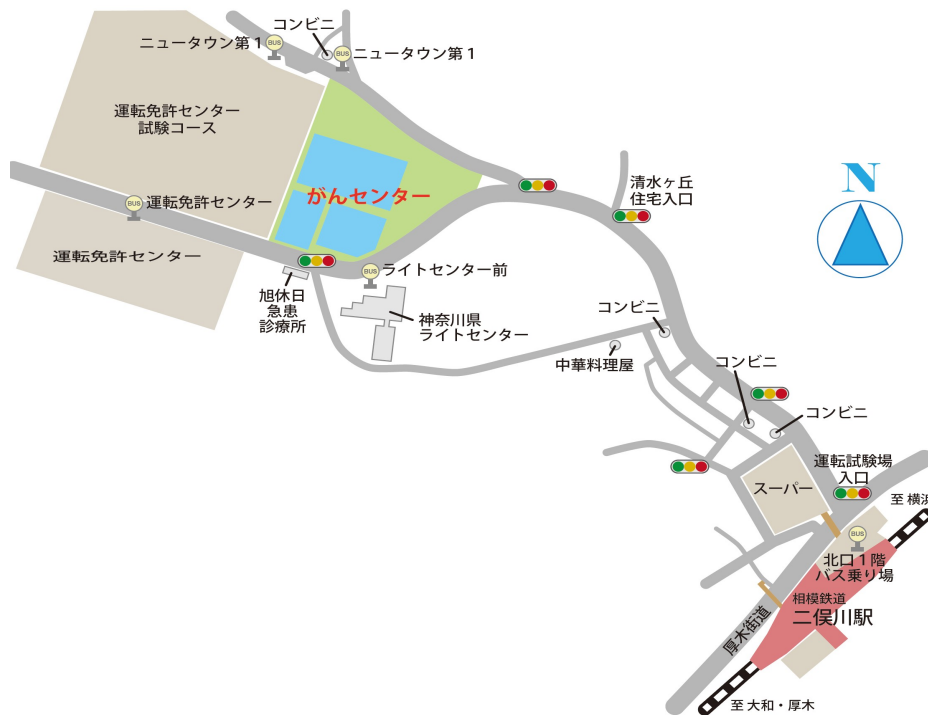 コンビニ
ニュータウン第1
BUS
BUS
ニュータウン第1
運転免許センター
試験コース
がんセンター
清水ヶ丘
住宅入口
N
BUS
運転免許センター
運転免許センター
BUS
ライトセンター前
旭休日
急患
診療所
神奈川県
ライトセンター
コンビニ
中華料理屋
コンビニ
コンビニ
運転試験場
入口
スーパー
至 横浜
BUS
北口1階
バス乗り場
相模鉄道
二俣川駅
厚木街道
至 大和・厚木